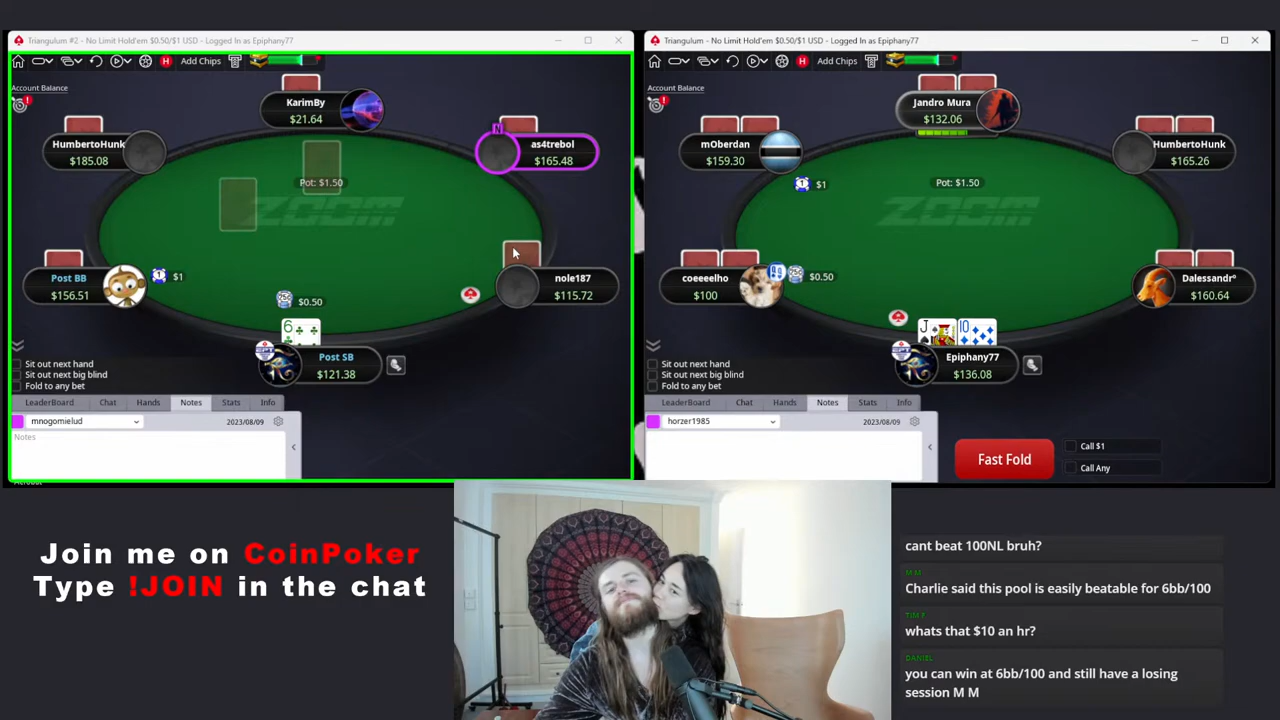 Triangulum #2 - No Limit Hold'em $0.50/$1 USD - Logged In as Epiphany77
Add Chips
Account Balance
KarimBy
$21.64
HumbertoHunk
$185.08
N
as4trebol
$165.48
Pot: $1.50
ZOOM
Post BB
$156.51
$1
nole187
$115.72
$0.50
6
Post SB
$121.38
Sit out next hand
Sit out next big blind
Fold to any bet
LeaderBoard
Chat
Hands
Notes
Stats
Info
mnogomielud
2023/08/09
Notes
Triangulum - No Limit Hold'em $0.50/$1 USD - Logged In as Epiphany77
Add Chips
Account Balance
Jandro Mura
$132.06
mOberdan
$159.30
HumbertoHunk
$165.26
$1
Pot: $1.50
ZOOM
coeeeelho
$100
$0.50
Dalessandrº
$160.64
J
10
Epiphany77
$136.08
Sit out next hand
Sit out next big blind
Fold to any bet
LeaderBoard
Chat
Hands
Notes
Stats
Info
horzer1985
2023/08/09
Fast Fold
Call $1
Call Any
Join me on CoinPoker
Type !JOIN in the chat
cant beat 100NL bruh?
M M
Charlie said this pool is easily beatable for 6bb/100
TIM F
whats that $10 an hr?
DANIEL
you can win at 6bb/100 and still have a losing
session M M